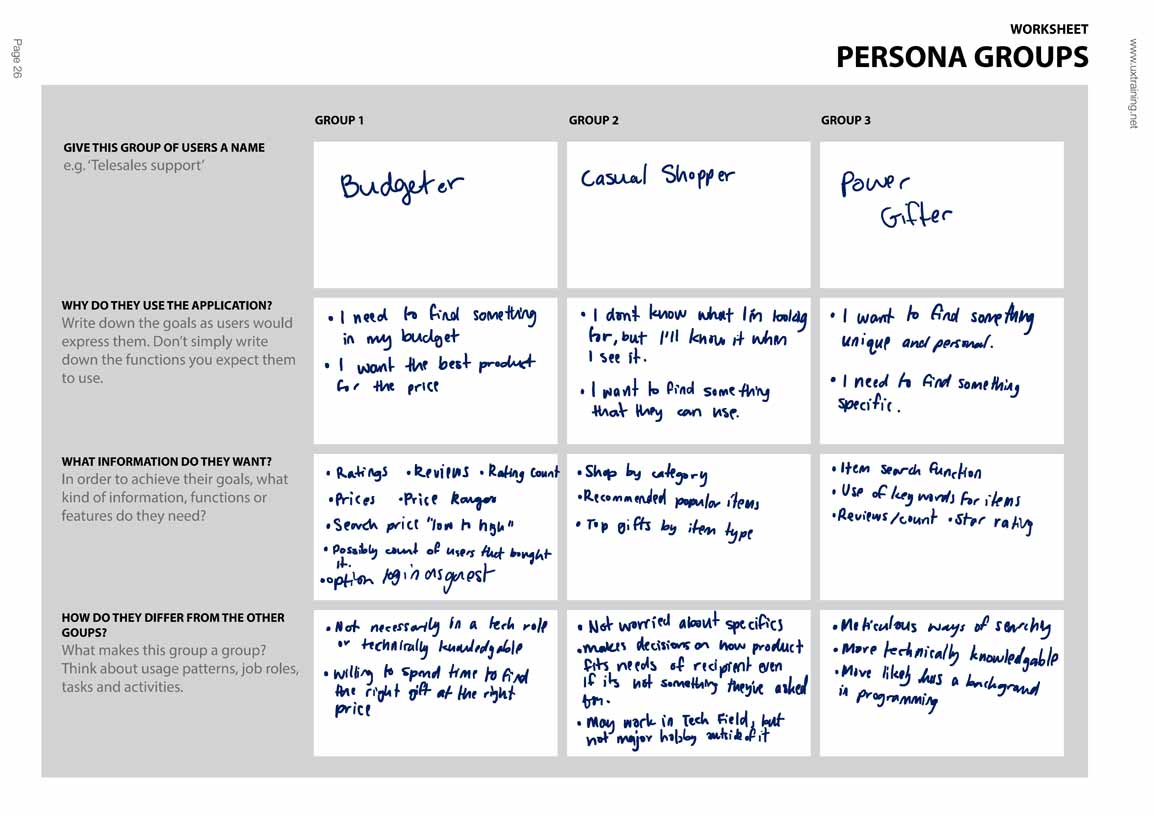 WORKSHEET
PERSONA GROUPS
Page 26
www.uxtraining.net
GROUP 1
GROUP 2
GROUP 3
GIVE THIS GROUP OF USERS A NAME
e.g. ‘Telesales support’
Budgeter
Casual Shopper
Power
Gifter
WHY DO THEY USE THE APPLICATION?
Write down the goals as users would
express them. Don’t simply write
down the functions you expect them
to use.
• I need to find something
in my budget
• I want the best product
for the price
• I don't know what I'm looking
for, but I'll know it when
I see it.
• I want to find something
that they can use.
• I want to find something
unique and personal.
• I need to find something
specific.
WHAT INFORMATION DO THEY WANT?
In order to achieve their goals, what
kind of information, functions or
features do they need?
• Ratings • Reviews • Rating Count
• Prices • Price Ranges
• Search price "low to high"
• Possibly count of users that bought
it.
• option login as guest
• Shop by category
• Recommended popular items
• Top gifts by item type
• Item search function
• Use of key words for items
• Reviews/count • Star rating
HOW DO THEY DIFFER FROM THE OTHER
GOUPS?
What makes this group a group?
Think about usage patterns, job roles,
tasks and activities.
• Not necessarily in a tech role
or technically knowledgable
• willing to spend time to find
the right gift at the right
price
• Not worried about specifics
• makes decisions on how product
fits needs of recipient even
if its not something they've asked
for.
• May work in Tech Field, but
not major hobby outside of it
• Meticulous ways of searching
• More technically knowledgable
• More likely has a background
in programming